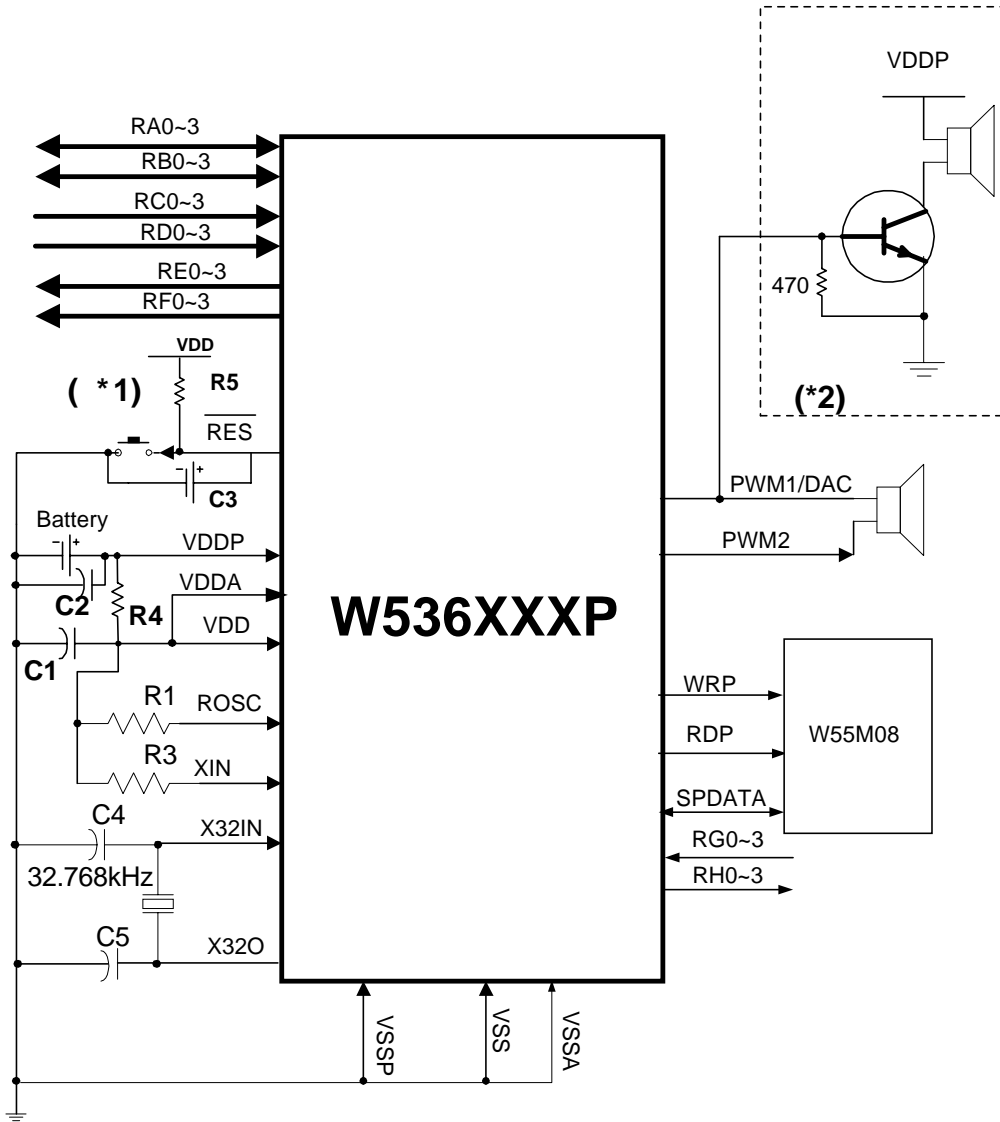 VDDP
470
(*2)
RA0~3
RB0~3
RC0~3
RD0~3
RE0~3
RF0~3
VDD
( *1)
R5
RES
C3
Battery
VDDP
C2
VDDA
R4
VDD
C1
R1
ROSC
R3
XIN
C4
X32IN
32.768kHz
C5
X32O
W536XXXP
PWM1/DAC
PWM2
WRP
RDP
W55M08
SPDATA
RG0~3
RH0~3
VSSP
VSS
VSSA